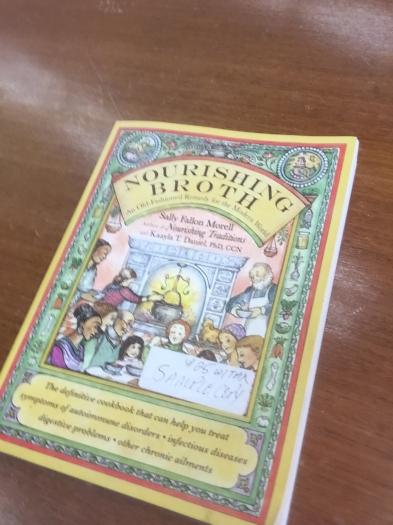 NOURISHING
BROTH
An Old-Fashioned Remedy for the Modern World
Sally Fallon Morell
Author of Nourishing Traditions
and Kaayla T. Daniel, PhD, CCN
SAMPLE COPY
The definitive cookbook that can help you treat
symptoms of autoimmune disorders • infectious diseases
digestive problems • other chronic ailments